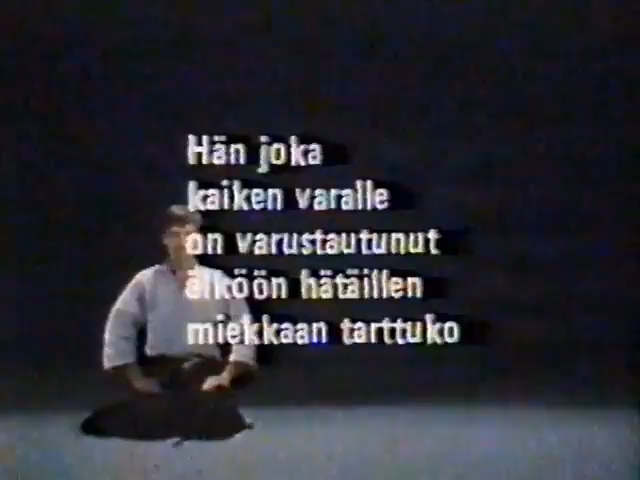 Hän joka
kaiken varalle
on varustautunut
älköön hätäillen
miekkaan tarttuko